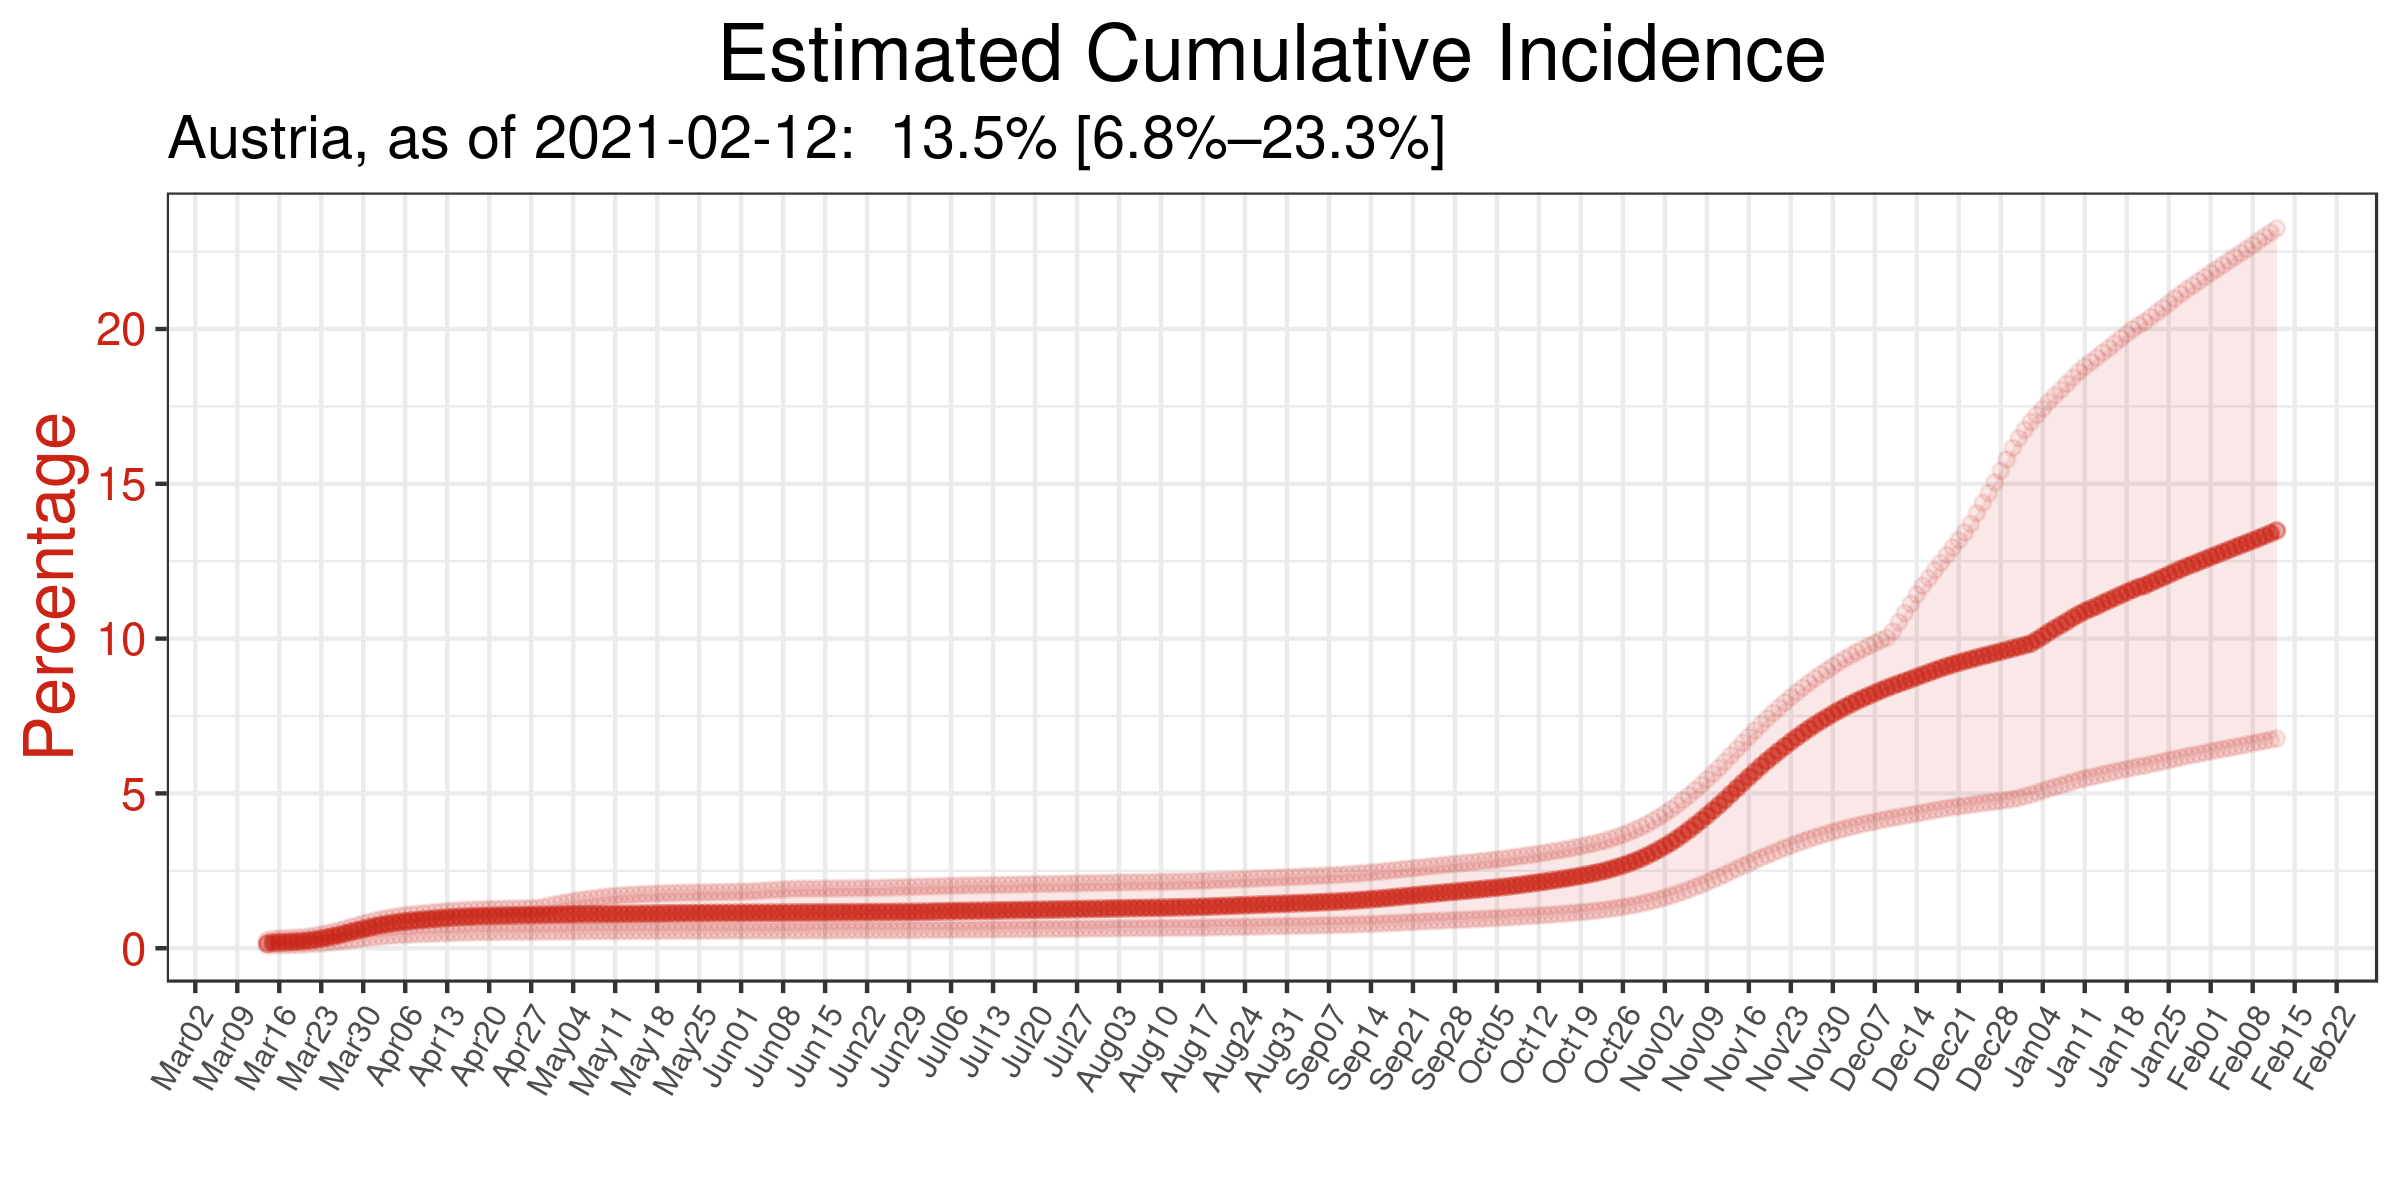 Estimated Cumulative Incidence
Austria, as of 2021-02-12:  13.5% [6.8%–23.3%]
Percentage
20
15
10
5
0
Mar02
Mar09
Mar16
Mar23
Mar30
Apr06
Apr13
Apr20
Apr27
May04
May11
May18
May25
Jun01
Jun08
Jun15
Jun22
Jun29
Jul06
Jul13
Jul20
Jul27
Aug03
Aug10
Aug17
Aug24
Aug31
Sep07
Sep14
Sep21
Sep28
Oct05
Oct12
Oct19
Oct26
Nov02
Nov09
Nov16
Nov23
Nov30
Dec07
Dec14
Dec21
Dec28
Jan04
Jan11
Jan18
Jan25
Feb01
Feb08
Feb15
Feb22